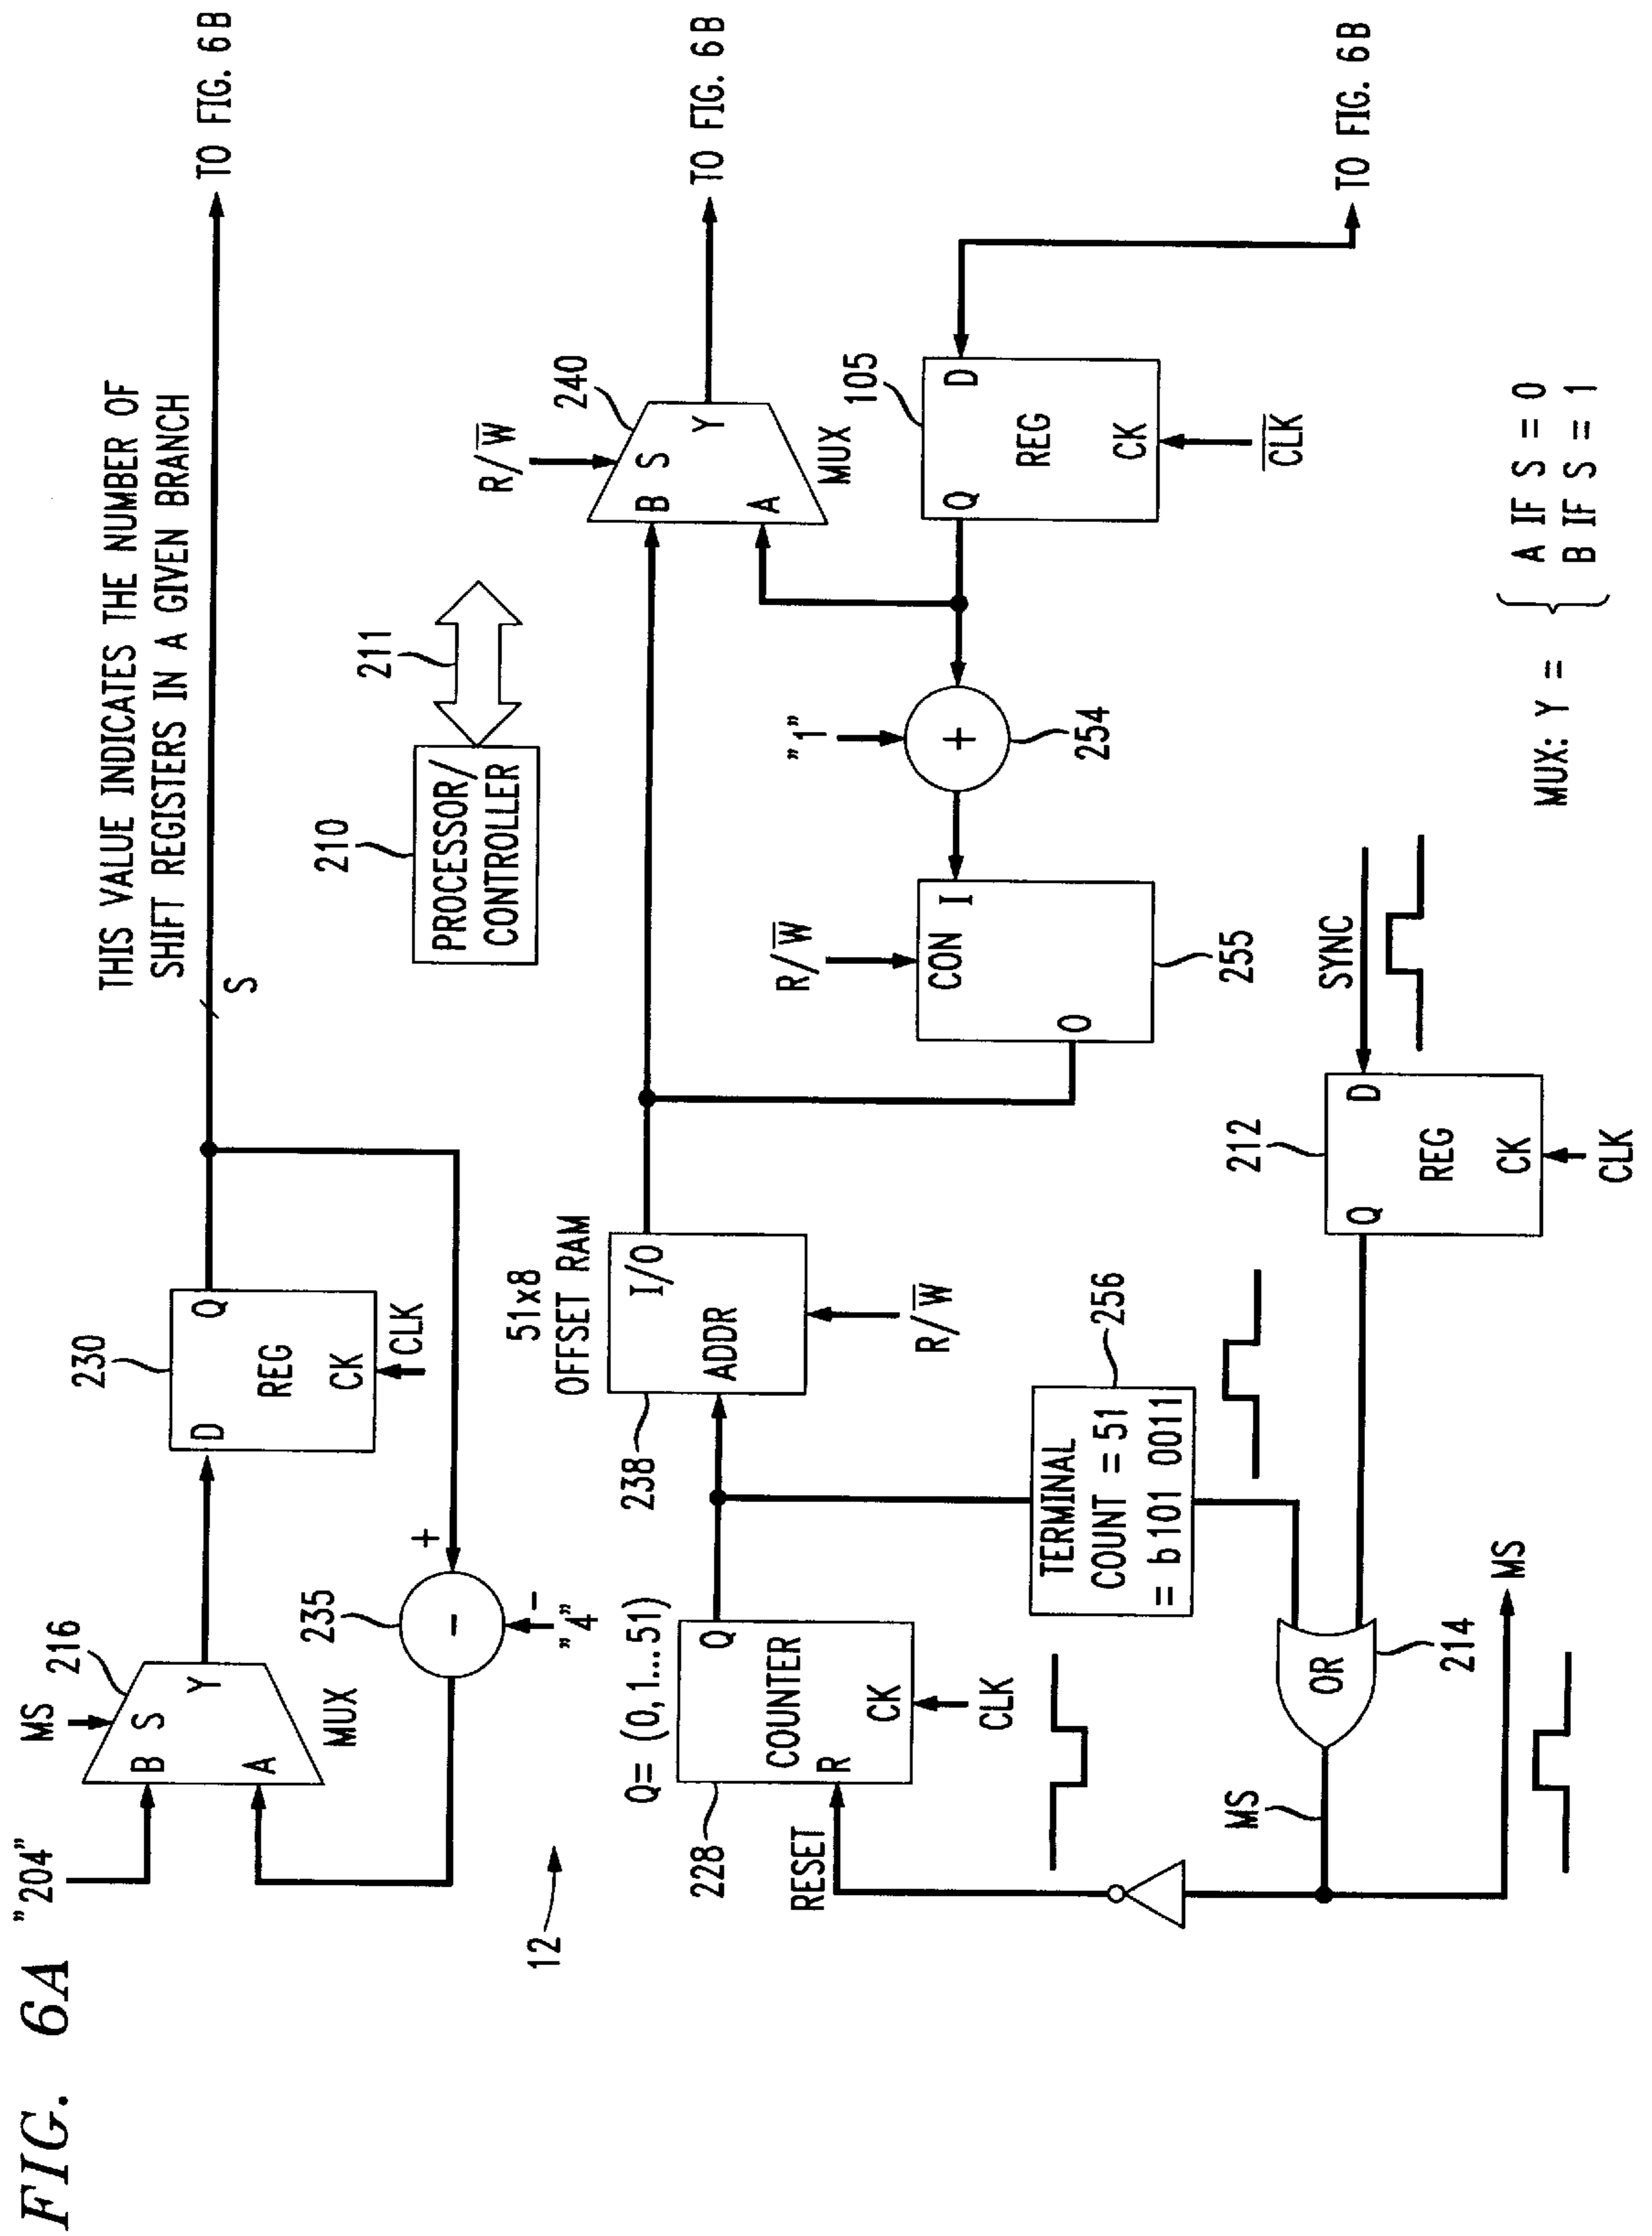 FIG. 6A
"204"
MS
216
B
S
Y
A
MUX
230
D
Q
REG
CK
CLK
235
+
-
-
"4"
S
THIS VALUE INDICATES THE NUMBER OF
SHIFT REGISTERS IN A GIVEN BRANCH
TO FIG. 6B
12
210
PROCESSOR/
CONTROLLER
211
Q= (0,1...51)
228
RESET
COUNTER
Q
R
CK
CLK
51x8
OFFSET RAM
238
I/O
ADDR
R/W̅
R/W̅
240
B
S
Y
A
MUX
TO FIG. 6B
TERMINAL
COUNT = 51
= b101 0011
256
R/W̅
CON
I
O
255
"1"
+
254
105
Q
D
REG
CK
C̅L̅K̅
TO FIG. 6B
MS
OR
214
MS
212
Q
D
REG
CK
CLK
SYNC
MUX: Y =
A IF S = 0
B IF S = 1